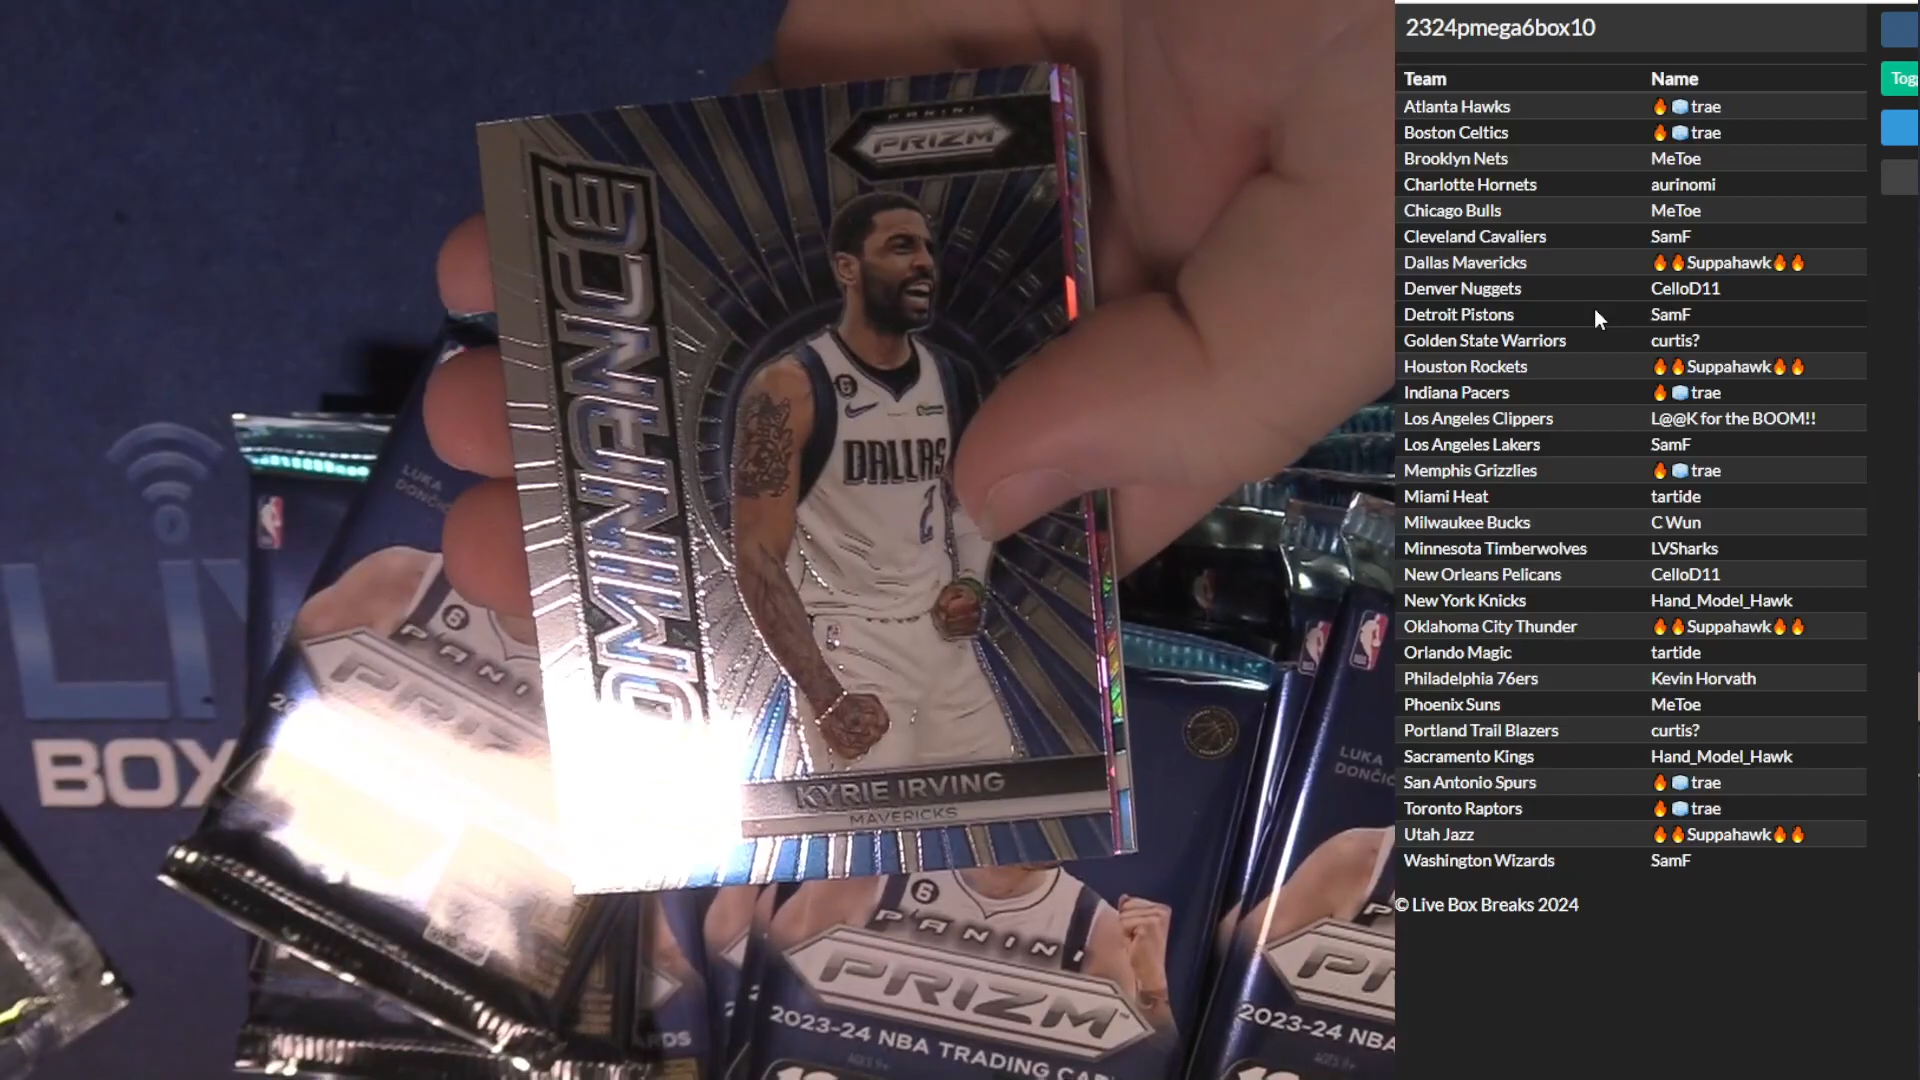 PANINI
PRIZM
DOMINANCE
6
DALLAS
2
KYRIE IRVING
MAVERICKS
LUKA
DONČIĆ
BOX
6
PANINI
LUKA
6
PANINI
PRIZM
2023-24 NBA TRADING CAR
2023-24 NBA
2324pmega6box10
Team Name
Atlanta Hawks 🔥🧊trae
Boston Celtics 🔥🧊trae
Brooklyn Nets MeToe
Charlotte Hornets aurinomi
Chicago Bulls MeToe
Cleveland Cavaliers SamF
Dallas Mavericks 🔥🔥Suppahawk🔥🔥
Denver Nuggets CelloD11
Detroit Pistons SamF
Golden State Warriors curtis?
Houston Rockets 🔥🔥Suppahawk🔥🔥
Indiana Pacers 🔥🧊trae
Los Angeles Clippers L@@K for the BOOM!!
Los Angeles Lakers SamF
Memphis Grizzlies 🔥🧊trae
Miami Heat tartide
Milwaukee Bucks C Wun
Minnesota Timberwolves LVSharks
New Orleans Pelicans CelloD11
New York Knicks Hand_Model_Hawk
Oklahoma City Thunder 🔥🔥Suppahawk🔥🔥
Orlando Magic tartide
Philadelphia 76ers Kevin Horvath
Phoenix Suns MeToe
Portland Trail Blazers curtis?
Sacramento Kings Hand_Model_Hawk
San Antonio Spurs 🔥🧊trae
Toronto Raptors 🔥🧊trae
Utah Jazz 🔥🔥Suppahawk🔥🔥
Washington Wizards SamF
© Live Box Breaks 2024